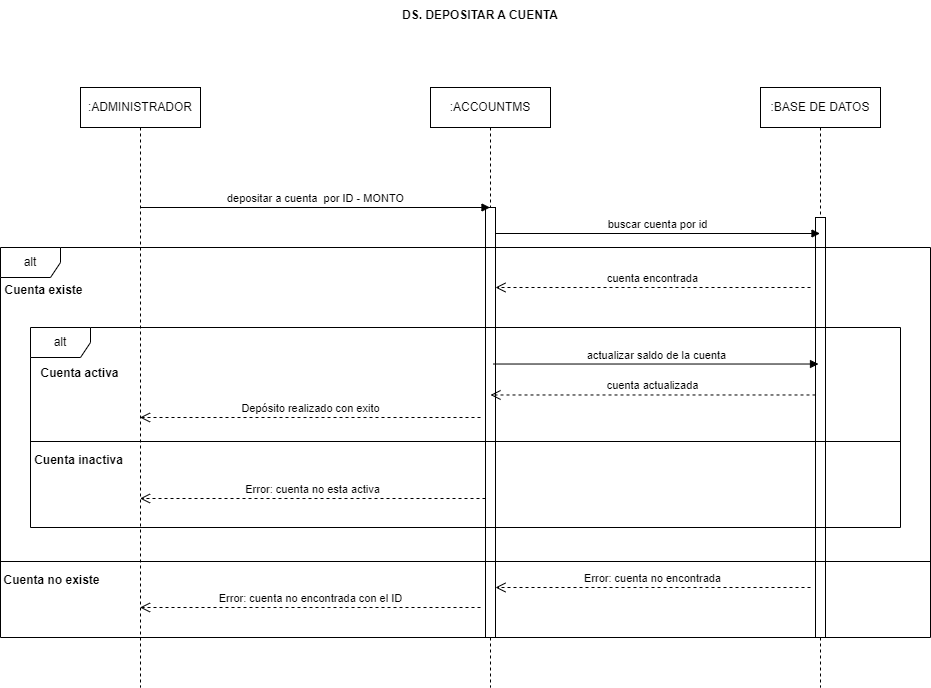 DS. DEPOSITAR A CUENTA
:ADMINISTRADOR
:ACCOUNTMS
:BASE DE DATOS
depositar a cuenta  por ID - MONTO
buscar cuenta por id
alt
cuenta encontrada
Cuenta existe
alt
actualizar saldo de la cuenta
Cuenta activa
cuenta actualizada
Depósito realizado con exito
Cuenta inactiva
Error: cuenta no esta activa
Cuenta no existe
Error: cuenta no encontrada
Error: cuenta no encontrada con el ID